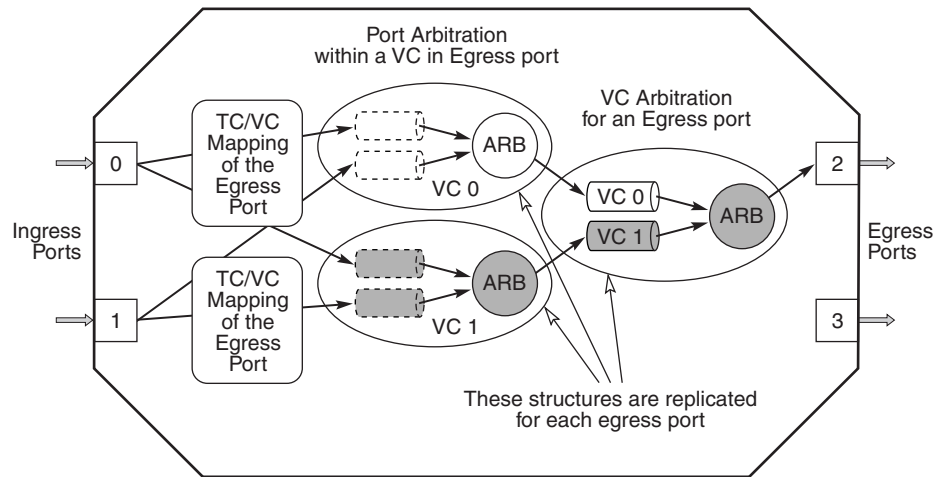 Port Arbitration
within a VC in Egress port
VC Arbitration
for an Egress port
TC/VC
Mapping
of the
Egress
Port
ARB
VC 0
0
2
Ingress
Ports
VC 0
VC 1
ARB
Egress
Ports
TC/VC
Mapping
of the
Egress
Port
ARB
VC 1
1
3
These structures are replicated
for each egress port